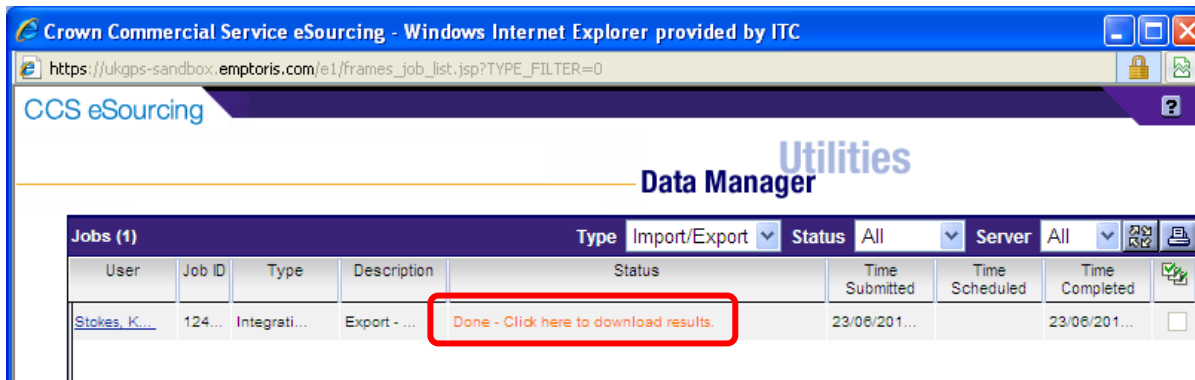 Crown Commercial Service eSourcing - Windows Internet Explorer provided by ITC
https://ukgps-sandbox.emptoris.com/e1/frames_job_list.jsp?TYPE_FILTER=0
CCS eSourcing
?
Utilities
Data Manager
Jobs (1) Type Import/Export Status All Server All
User Job ID Type Description Status Time Submitted Time Scheduled Time Completed
Stokes, K... 124... Integrati... Export - ... Done - Click here to download results. 23/06/201... 23/06/201...